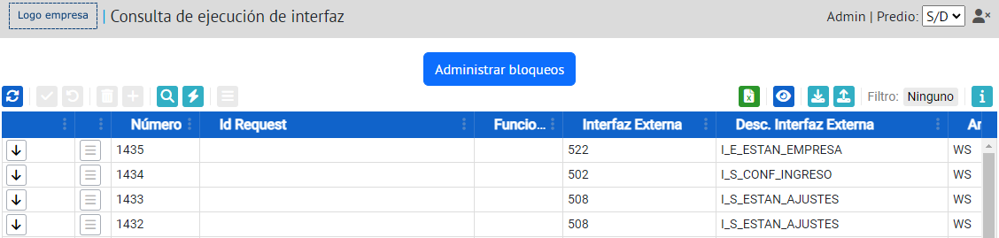 Logo empresa | Consulta de ejecución de interfaz Admin | Predio: S/D
Administrar bloqueos
Filtro: Ninguno
Número Id Request Funcio... Interfaz Externa Desc. Interfaz Externa
1435 522 I_E_ESTAN_EMPRESA WS
1434 502 I_S_CONF_INGRESO WS
1433 508 I_S_ESTAN_AJUSTES WS
1432 508 I_S_ESTAN_AJUSTES WS